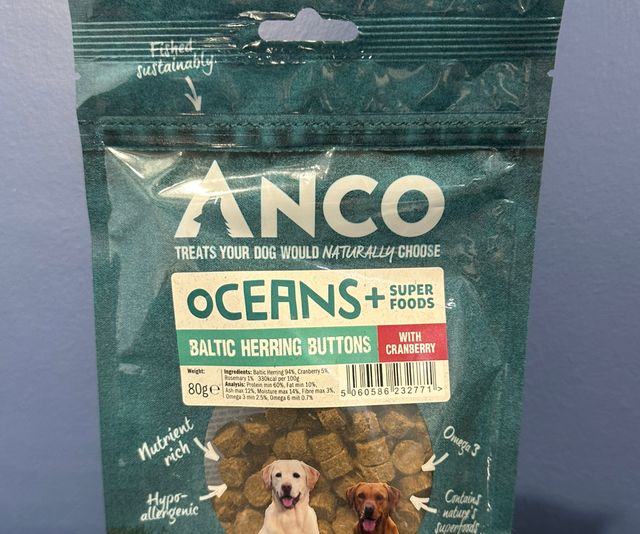 Fished
sustainably.
ANCO
TREATS YOUR DOG WOULD NATURALLY CHOOSE
OCEANS+ SUPER
FOODS
BALTIC HERRING BUTTONS
WITH
CRANBERRY
Weight:
80g℮
Ingredients: Baltic Herring 94%, Cranberry 5%,
Rosemary 1% 330kcal per 100g
Analysis: Protein min 60%, Fat min 10%,
Ash max 12%, Moisture max 14%, Fibre max 3%,
Omega 3 min 2.5%, Omega 6 min 0.7%
5 060586 232771 >
Nutrient
rich
Omega 3
Hypo-
allergenic
Contains
nature's
superfoods